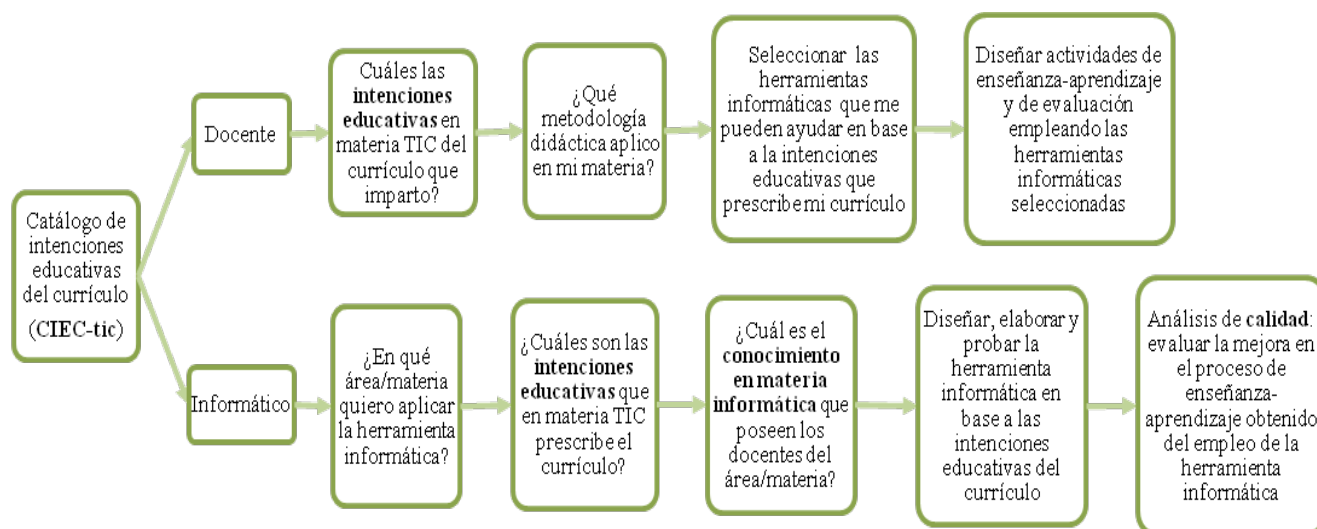 Catálogo de
intenciones
educativas
del currículo
(CIEC-tic)
Docente
Cuáles las
intenciones
educativas en
materia TIC del
currículo que
imparto?
¿Qué
metodología
didáctica aplico
en mi materia?
Seleccionar las
herramientas
informáticas que me
pueden ayudar en base
a la intenciones
educativas que
prescribe mi currículo
Diseñar actividades de
enseñanza-aprendizaje
y de evaluación
empleando las
herramientas
informáticas
seleccionadas
Informático
¿En qué
área/materia
quiero aplicar
la herramienta
informática?
¿Cuáles son las
intenciones
educativas que
en materia TIC
prescribe el
currículo?
¿Cuál es el
conocimiento
en materia
informática que
poseen los
docentes del
área/materia?
Diseñar, elaborar y
probar la
herramienta
informática en
base a las
intenciones
educativas del
currículo
Análisis de calidad:
evaluar la mejora en
el proceso de
enseñanza-
aprendizaje obtenido
del empleo de la
herramienta
informática